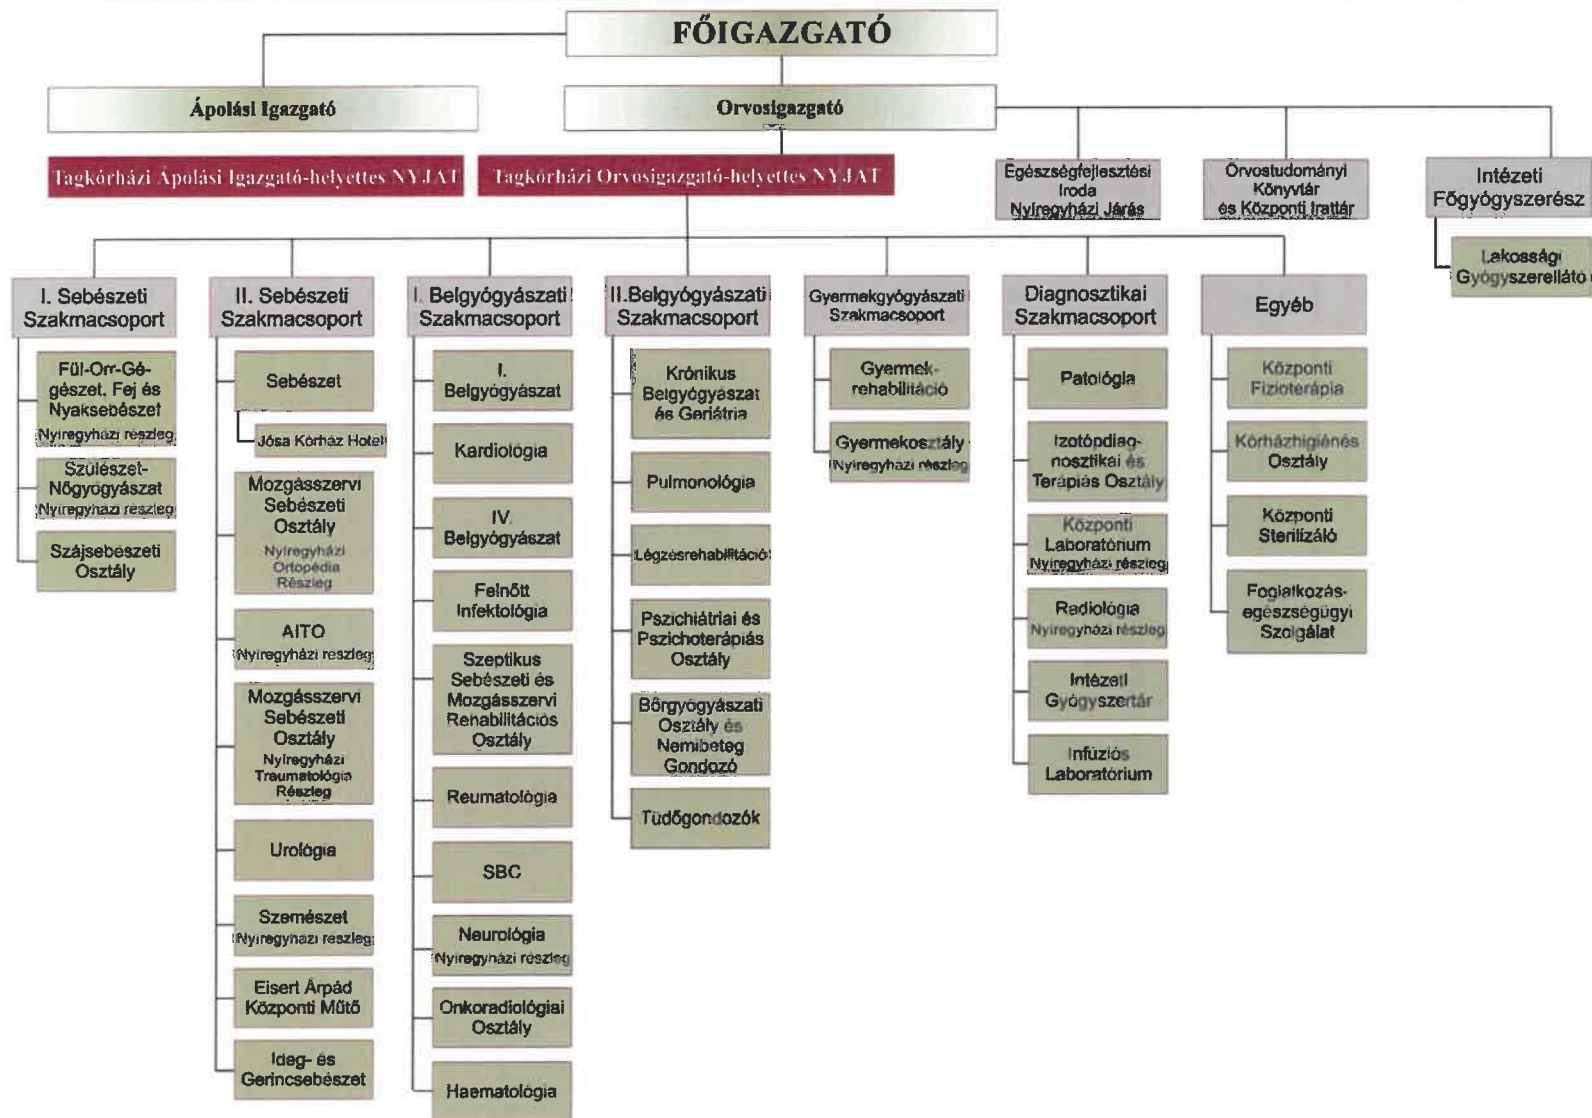 FŐIGAZGATÓ
Ápolási Igazgató
Orvosigazgató
Tagkórházi Ápolási Igazgató-helyettes NYJAT
Tagkórházi Orvosigazgató-helyettes NYJAT
Egészségfejlesztési
Iroda
Nyíregyházi Járás
Orvostudományi
Könyvtár
és Központi Irattár
Intézeti
Főgyógyszerész
Lakossági
Gyógyszerellátó
I. Sebészeti
Szakmacsoport
Fül-Orr-Gé-
gészet, Fej és
Nyaksebészet
Nyíregyházi részleg
Szülészet-
Nőgyógyászat
Nyíregyházi részleg
Szájsebészeti
Osztály
II. Sebészeti
Szakmacsoport
Sebészet
Jósa Kórház Hotel
Mozgásszervi
Sebészeti
Osztály
Nyíregyházi
Ortopédia
Részleg
AITO
Nyíregyházi részleg
Mozgásszervi
Sebészeti
Osztály
Nyíregyházi
Traumatológia
Részleg
Urológia
Szemészet
Nyíregyházi részleg
Eisert Árpád
Központi Műtő
Ideg- és
Gerincsebészet
I. Belgyógyászati
Szakmacsoport
I.
Belgyógyászat
Kardiológia
IV.
Belgyógyászat
Felnőtt
Infektológia
Szeptikus
Sebészeti és
Mozgásszervi
Rehabilitációs
Osztály
Reumatológia
SBC
Neurológia
Nyíregyházi részleg
Onkoradiológiai
Osztály
Haematológia
II.Belgyógyászati
Szakmacsoport
Krónikus
Belgyógyászat
és Geriátria
Pulmonológia
Légzésrehabilitáció
Pszichiátriai és
Pszichoterápiás
Osztály
Bőrgyógyászati
Osztály és
Nemibeteg
Gondozó
Tüdőgondozók
Gyermekgyógyászati
Szakmacsoport
Gyermek-
rehabilitáció
Gyermekosztály
Nyíregyházi részleg
Diagnosztikai
Szakmacsoport
Patológia
Izotópdiag-
nosztikai és
Terápiás Osztály
Központi
Laboratórium
Nyíregyházi részleg
Radiológia
Nyíregyházi részleg
Intézeti
Gyógyszertár
Infúziós
Laboratórium
Egyéb
Központi
Fizioterápia
Kórházhigiénés
Osztály
Központi
Sterilizáló
Foglalkozás-
egészségügyi
Szolgálat